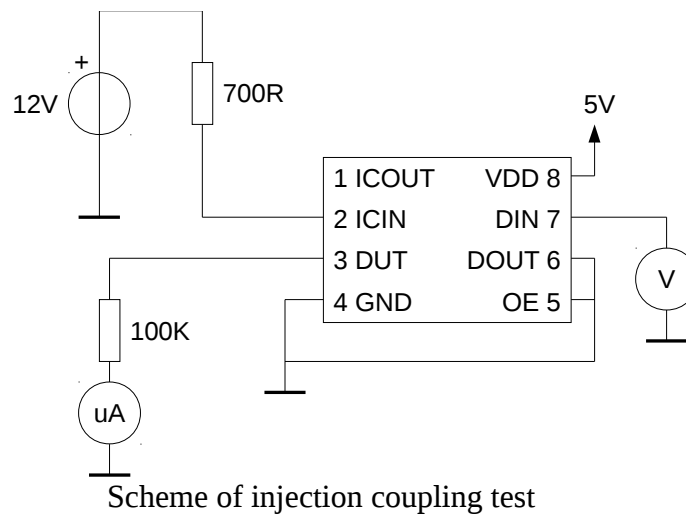 +
12V
700R
5V
1 ICOUT VDD 8
2 ICIN DIN 7
3 DUT DOUT 6
4 GND OE 5
V
100K
uA
Scheme of injection coupling test